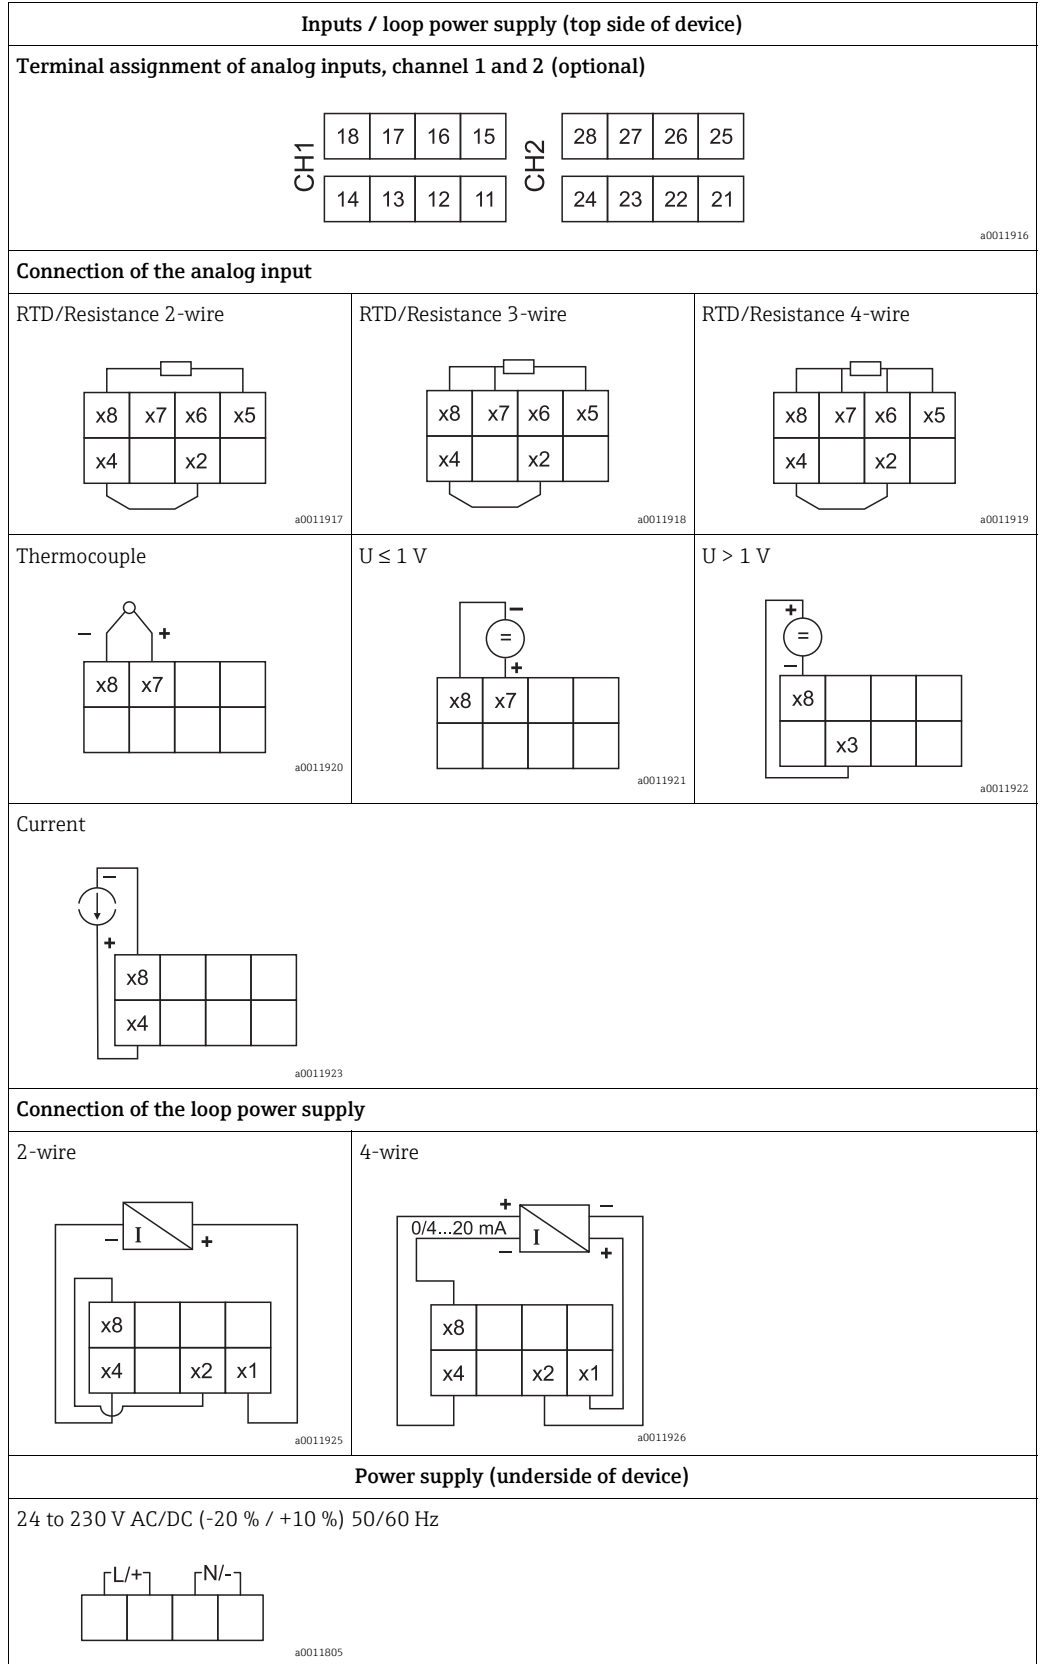 Inputs / loop power supply (top side of device)
Terminal assignment of analog inputs, channel 1 and 2 (optional)
CH1
18 17 16 15
14 13 12 11
CH2
28 27 26 25
24 23 22 21
a0011916
Connection of the analog input
RTD/Resistance 2-wire
x8 x7 x6 x5
x4 x2
a0011917
RTD/Resistance 3-wire
x8 x7 x6 x5
x4 x2
a0011918
RTD/Resistance 4-wire
x8 x7 x6 x5
x4 x2
a0011919
Thermocouple
– +
x8 x7
a0011920
U ≤ 1 V
–
=
+
x8 x7
a0011921
U > 1 V
+
=
–
x8
x3
a0011922
Current
–
+
x8
x4
a0011923
Connection of the loop power supply
2-wire
– I +
x8
x4 x2 x1
a0011925
4-wire
+ –
0/4...20 mA I
– +
x8
x4 x2 x1
a0011926
Power supply (underside of device)
24 to 230 V AC/DC (-20 % / +10 %) 50/60 Hz
L/+ N/-
a0011805